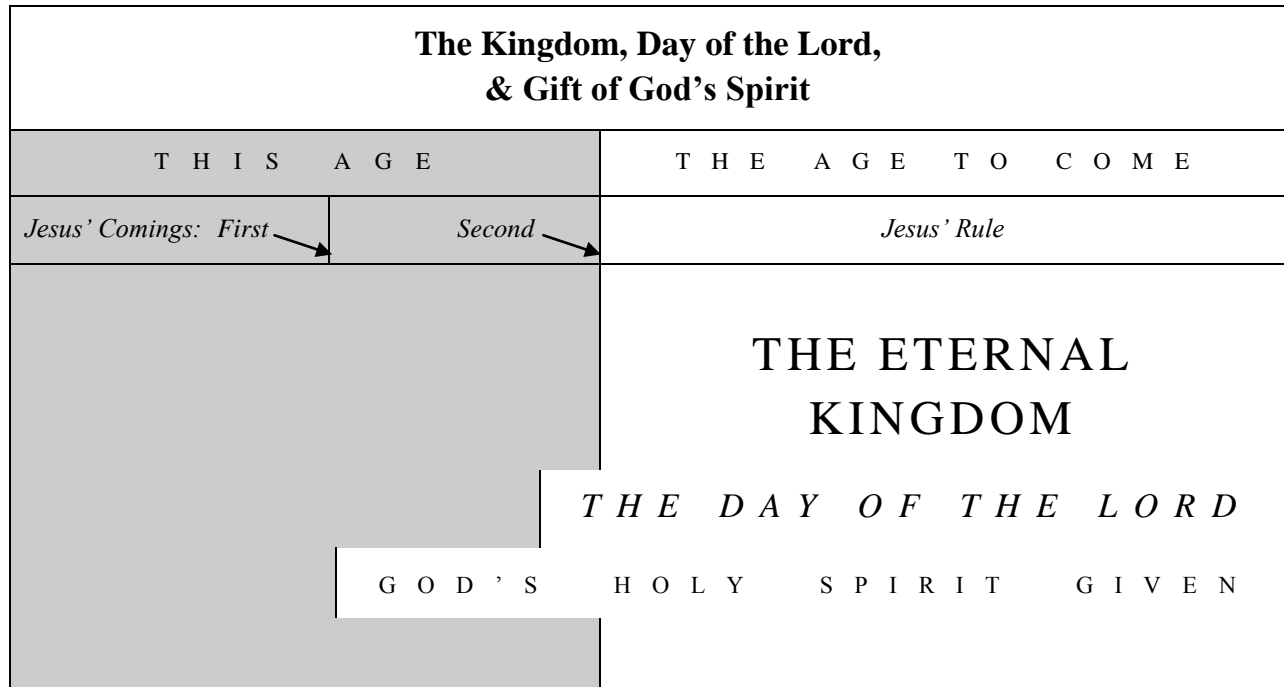 The Kingdom, Day of the Lord,
& Gift of God's Spirit
THIS AGE
THE AGE TO COME
Jesus' Comings: First
Second
Jesus' Rule
THE ETERNAL
KINGDOM
THE DAY OF THE LORD
GOD'S HOLY SPIRIT GIVEN